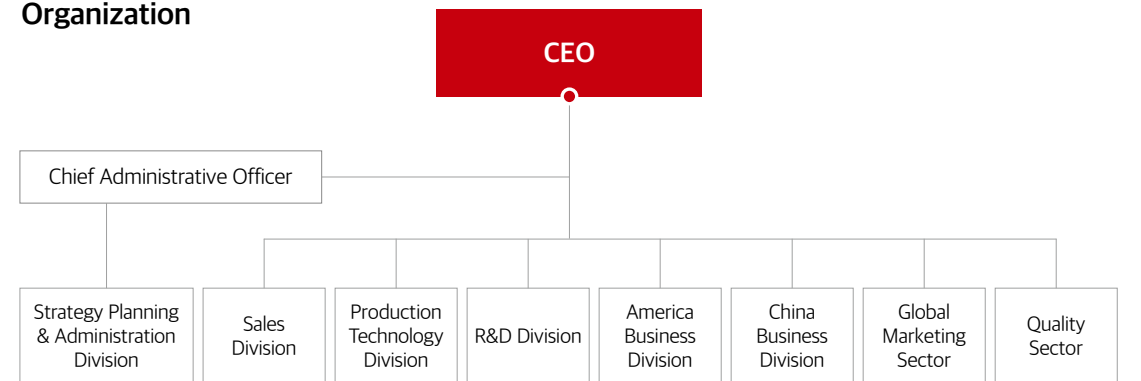 Organization
CEO
Chief Administrative Officer
Strategy Planning
& Administration
Division
Sales
Division
Production
Technology
Division
R&D Division
America
Business
Division
China
Business
Division
Global
Marketing
Sector
Quality
Sector